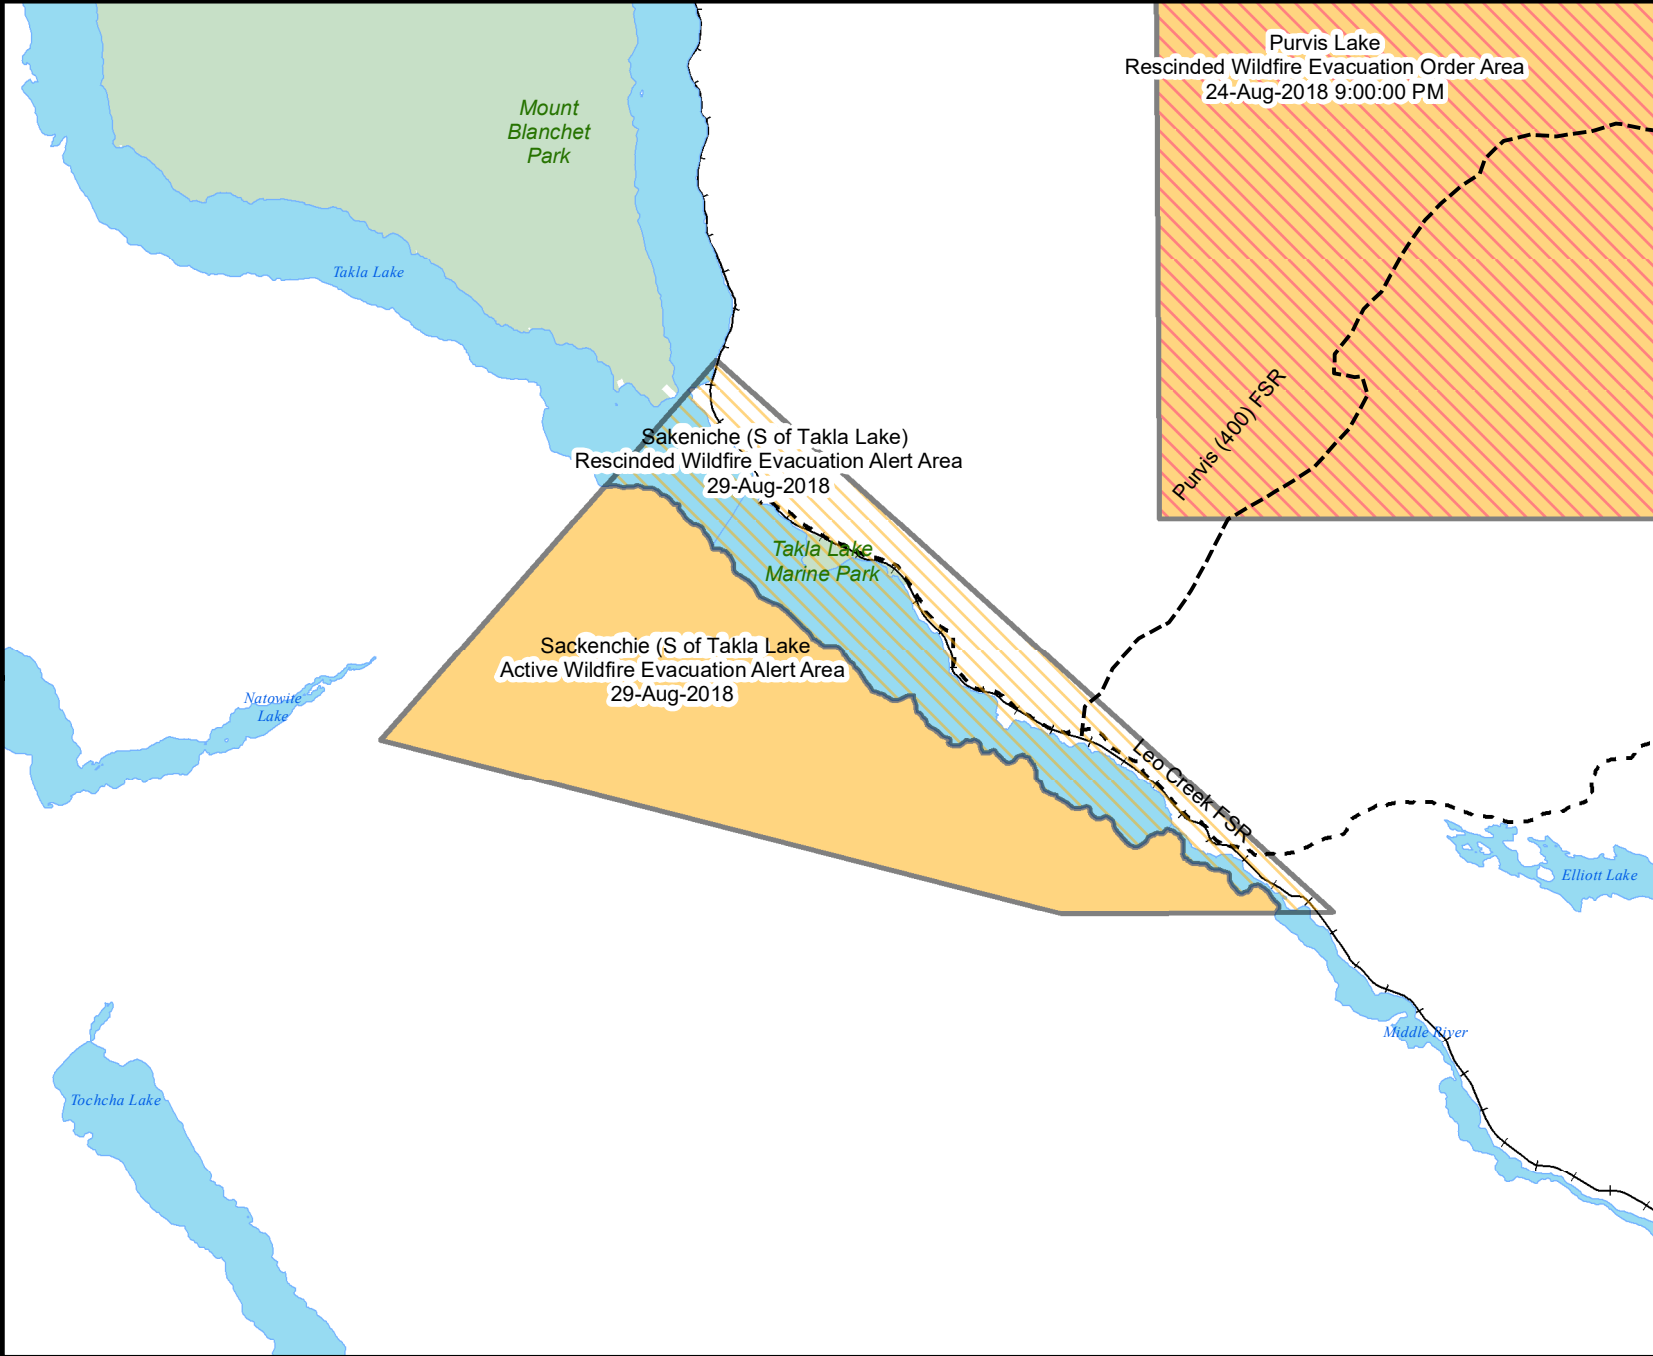 Purvis Lake
Rescinded Wildfire Evacuation Order Area
24-Aug-2018 9:00:00 PM
Mount
Blanchet
Park
Takla Lake
Purvis (400) FSR
Sakeniche (S of Takla Lake)
Rescinded Wildfire Evacuation Alert Area
29-Aug-2018
Takla Lake
Marine Park
Sackenchie (S of Takla Lake
Active Wildfire Evacuation Alert Area
29-Aug-2018
Natowite
Lake
Leo Creek FSR
Elliott Lake
Middle River
Tochcha Lake